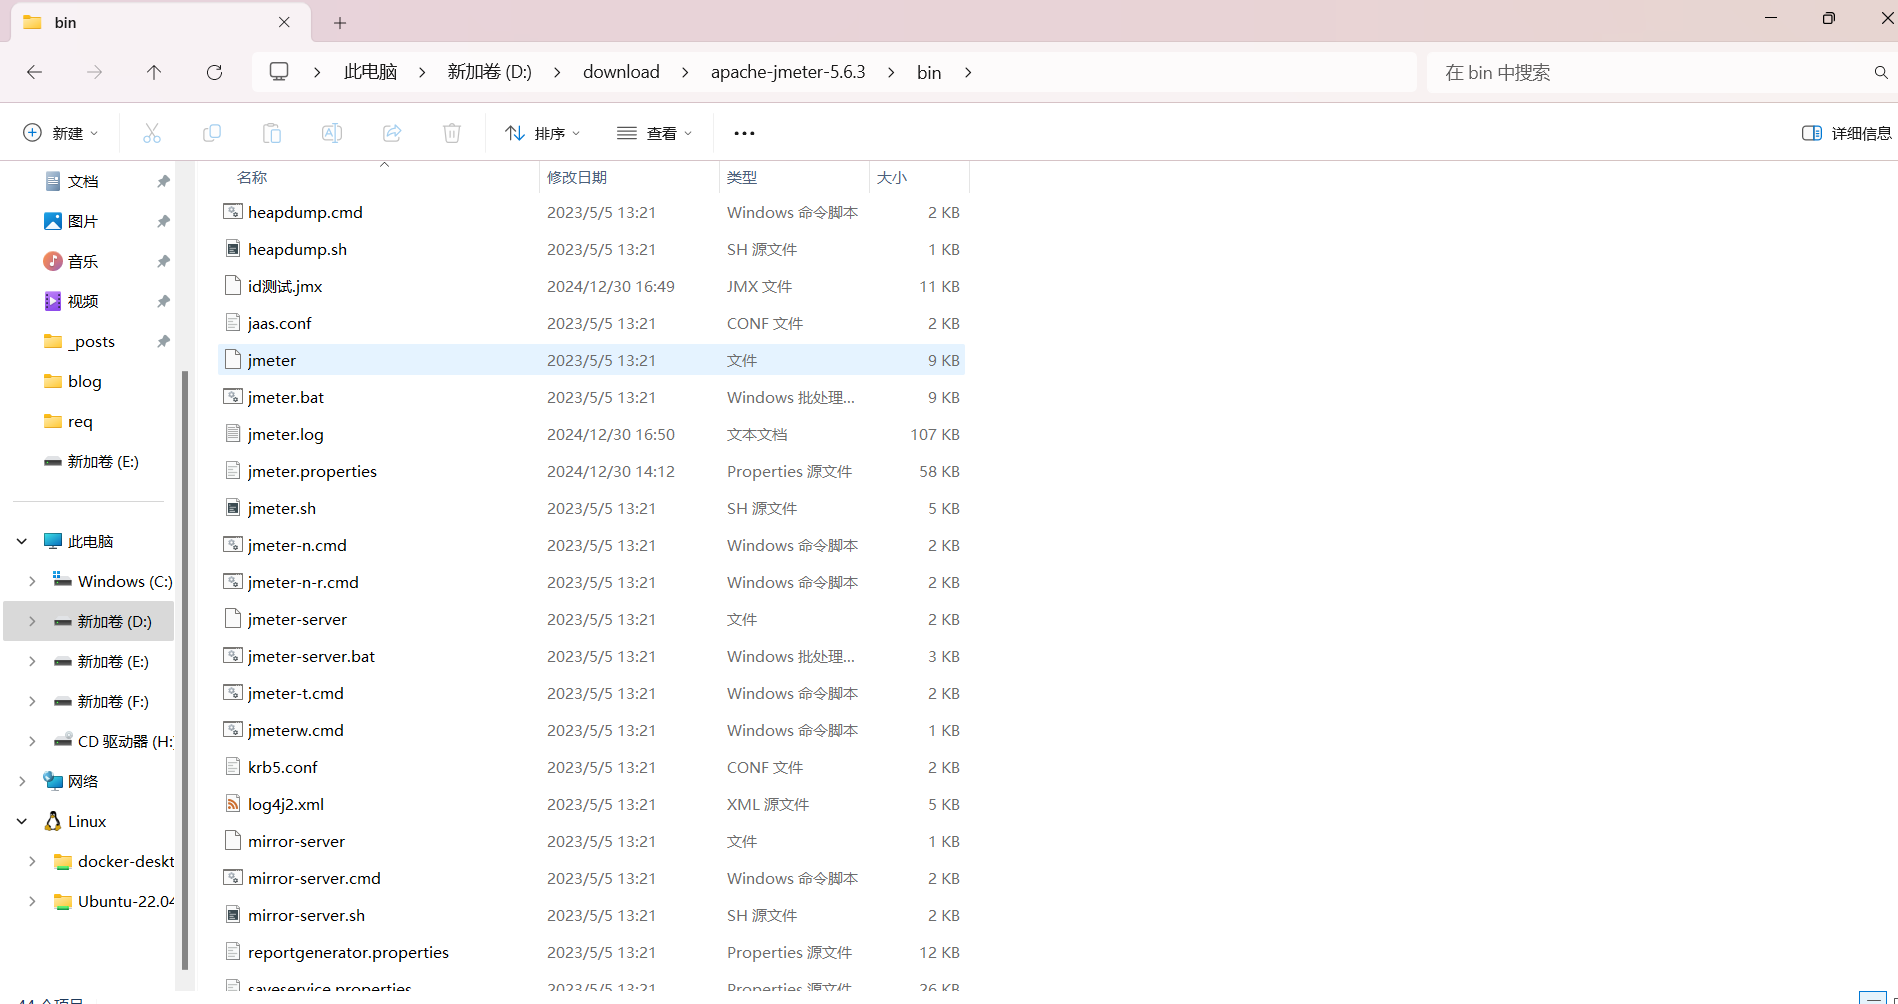 bin
此电脑 新加卷 (D:) download apache-jmeter-5.6.3 bin 在 bin 中搜索
新建 排序 查看 详细信息
文档
图片
音乐
视频
_posts
blog
req
新加卷 (E:)
此电脑
Windows (C:)
新加卷 (D:)
新加卷 (E:)
新加卷 (F:)
CD 驱动器 (H:)
网络
Linux
docker-deskt
Ubuntu-22.04
名称 修改日期 类型 大小
heapdump.cmd 2023/5/5 13:21 Windows 命令脚本 2 KB
heapdump.sh 2023/5/5 13:21 SH 源文件 1 KB
id测试.jmx 2024/12/30 16:49 JMX 文件 11 KB
jaas.conf 2023/5/5 13:21 CONF 文件 2 KB
jmeter 2023/5/5 13:21 文件 9 KB
jmeter.bat 2023/5/5 13:21 Windows 批处理... 9 KB
jmeter.log 2024/12/30 16:50 文本文档 107 KB
jmeter.properties 2024/12/30 14:12 Properties 源文件 58 KB
jmeter.sh 2023/5/5 13:21 SH 源文件 5 KB
jmeter-n.cmd 2023/5/5 13:21 Windows 命令脚本 2 KB
jmeter-n-r.cmd 2023/5/5 13:21 Windows 命令脚本 2 KB
jmeter-server 2023/5/5 13:21 文件 2 KB
jmeter-server.bat 2023/5/5 13:21 Windows 批处理... 3 KB
jmeter-t.cmd 2023/5/5 13:21 Windows 命令脚本 2 KB
jmeterw.cmd 2023/5/5 13:21 Windows 命令脚本 1 KB
krb5.conf 2023/5/5 13:21 CONF 文件 2 KB
log4j2.xml 2023/5/5 13:21 XML 源文件 5 KB
mirror-server 2023/5/5 13:21 文件 1 KB
mirror-server.cmd 2023/5/5 13:21 Windows 命令脚本 2 KB
mirror-server.sh 2023/5/5 13:21 SH 源文件 2 KB
reportgenerator.properties 2023/5/5 13:21 Properties 源文件 12 KB
saveservice.properties 2023/5/5 13:21 Properties 源文件 26 KB
44 个项目